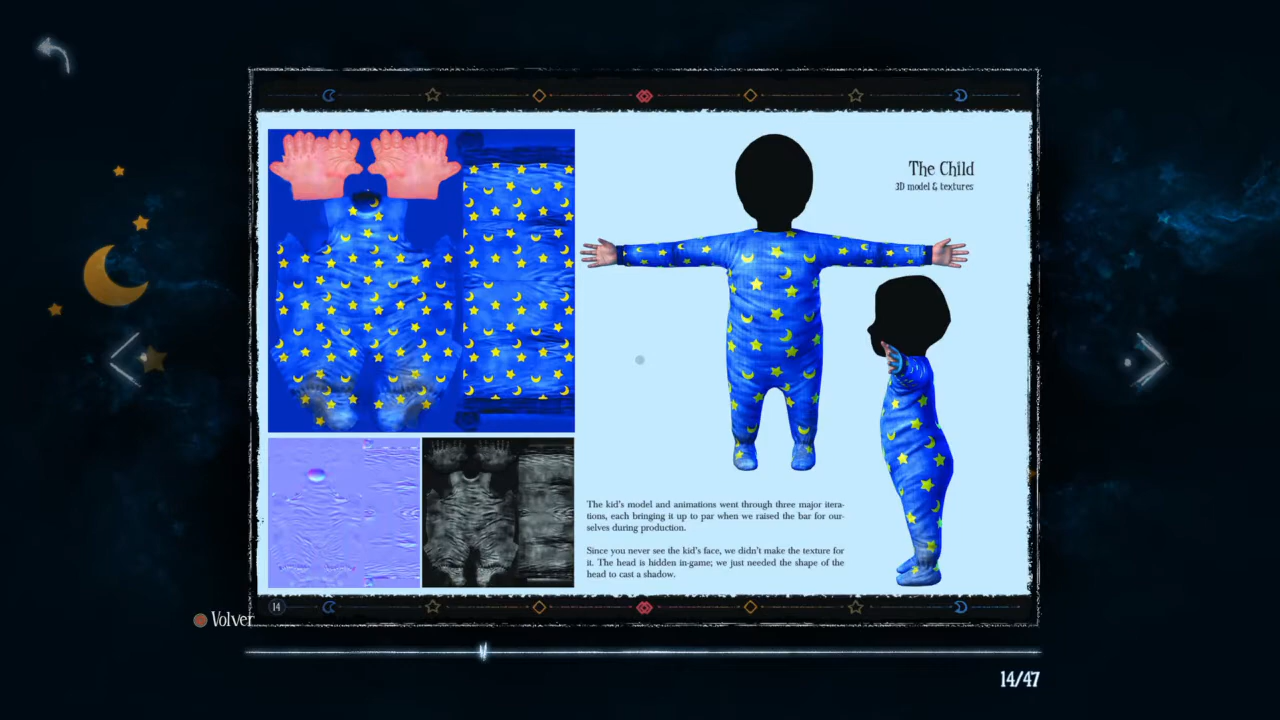 The Child
3D model & textures
The kid's model and animations went through three major itera-
tions, each bringing it up to par when we raised the bar for our-
selves during production.
Since you never see the kid's face, we didn't make the texture for
it. The head is hidden in-game; we just needed the shape of the
head to cast a shadow.
14
Volver
14/47